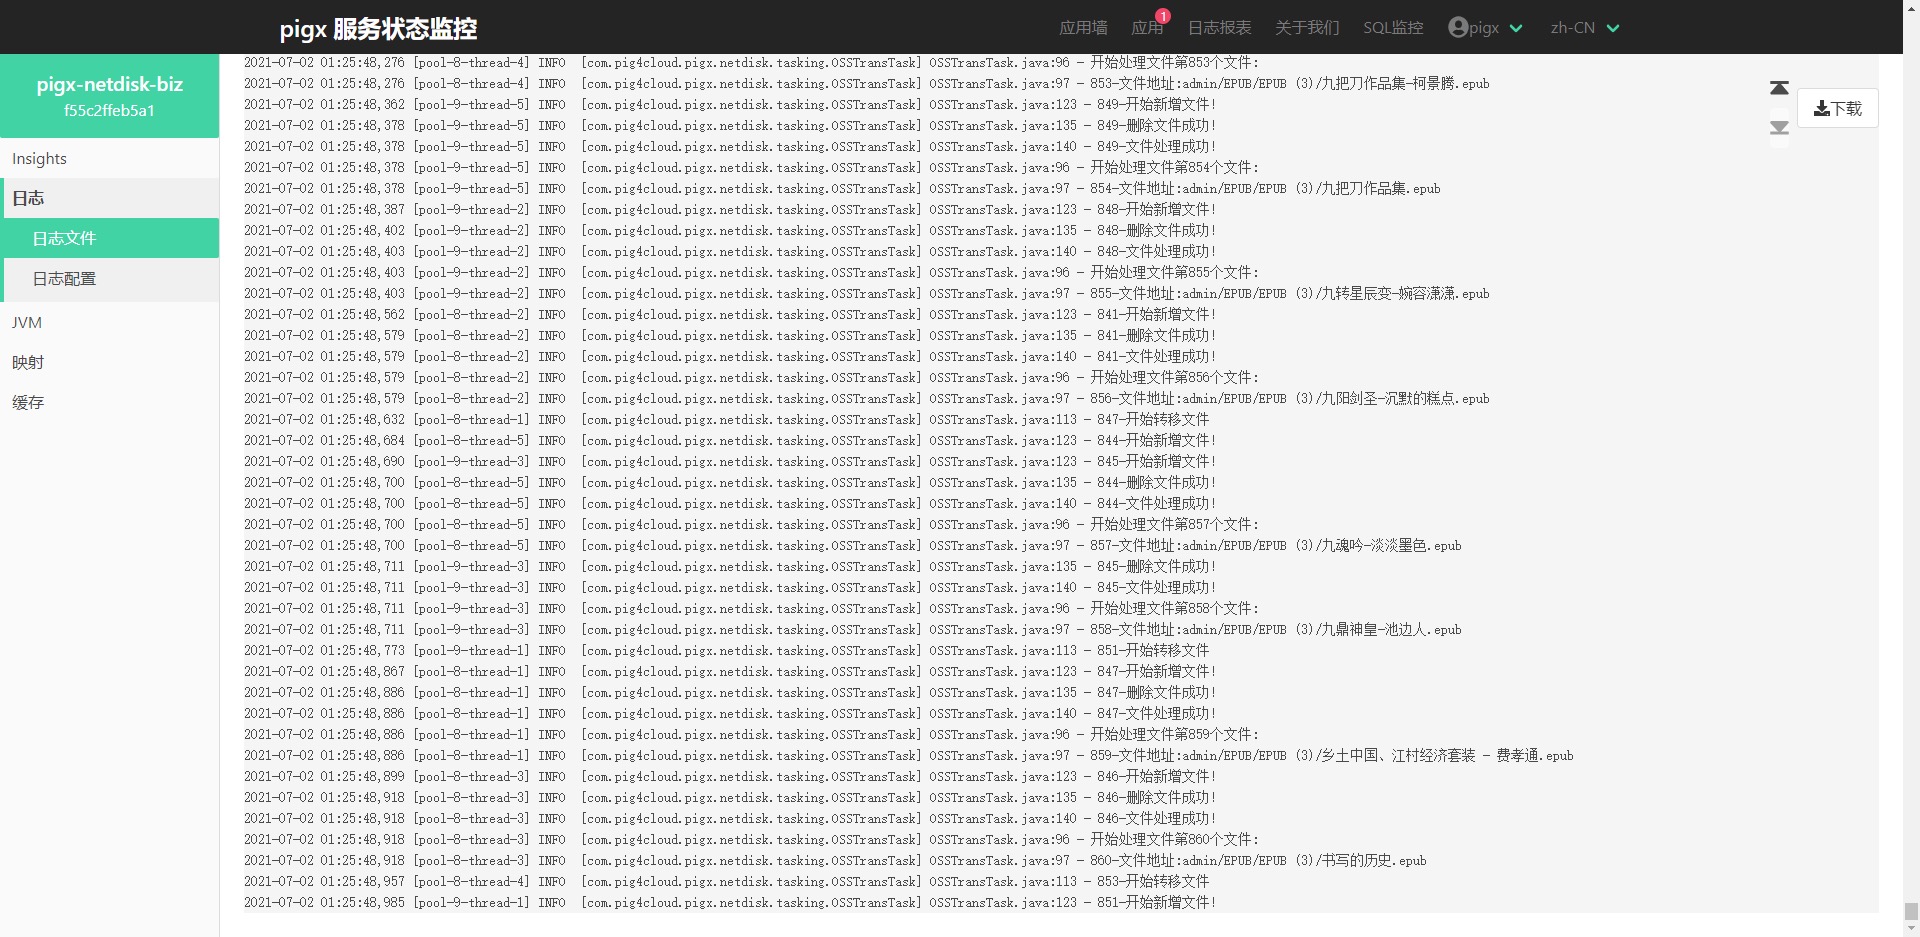 pigx 服务状态监控
应用墙 应用 1 日志报表 关于我们 SQL监控 pigx zh-CN
pigx-netdisk-biz
f55c2ffeb5a1
Insights
日志
日志文件
日志配置
JVM
映射
缓存
下载
2021-07-02 01:25:48,276 [pool-8-thread-4] INFO  [com.pig4cloud.pigx.netdisk.tasking.OSSTransTask] OSSTransTask.java:96 - 开始处理文件第853个文件:
2021-07-02 01:25:48,276 [pool-8-thread-4] INFO  [com.pig4cloud.pigx.netdisk.tasking.OSSTransTask] OSSTransTask.java:97 - 853-文件地址:admin/EPUB/EPUB (3)/九把刀作品集-柯景腾.epub
2021-07-02 01:25:48,362 [pool-9-thread-5] INFO  [com.pig4cloud.pigx.netdisk.tasking.OSSTransTask] OSSTransTask.java:123 - 849-开始新增文件!
2021-07-02 01:25:48,378 [pool-9-thread-5] INFO  [com.pig4cloud.pigx.netdisk.tasking.OSSTransTask] OSSTransTask.java:135 - 849-删除文件成功!
2021-07-02 01:25:48,378 [pool-9-thread-5] INFO  [com.pig4cloud.pigx.netdisk.tasking.OSSTransTask] OSSTransTask.java:140 - 849-文件处理成功!
2021-07-02 01:25:48,378 [pool-9-thread-5] INFO  [com.pig4cloud.pigx.netdisk.tasking.OSSTransTask] OSSTransTask.java:96 - 开始处理文件第854个文件:
2021-07-02 01:25:48,378 [pool-9-thread-5] INFO  [com.pig4cloud.pigx.netdisk.tasking.OSSTransTask] OSSTransTask.java:97 - 854-文件地址:admin/EPUB/EPUB (3)/九把刀作品集.epub
2021-07-02 01:25:48,387 [pool-9-thread-2] INFO  [com.pig4cloud.pigx.netdisk.tasking.OSSTransTask] OSSTransTask.java:123 - 848-开始新增文件!
2021-07-02 01:25:48,402 [pool-9-thread-2] INFO  [com.pig4cloud.pigx.netdisk.tasking.OSSTransTask] OSSTransTask.java:135 - 848-删除文件成功!
2021-07-02 01:25:48,403 [pool-9-thread-2] INFO  [com.pig4cloud.pigx.netdisk.tasking.OSSTransTask] OSSTransTask.java:140 - 848-文件处理成功!
2021-07-02 01:25:48,403 [pool-9-thread-2] INFO  [com.pig4cloud.pigx.netdisk.tasking.OSSTransTask] OSSTransTask.java:96 - 开始处理文件第855个文件:
2021-07-02 01:25:48,403 [pool-9-thread-2] INFO  [com.pig4cloud.pigx.netdisk.tasking.OSSTransTask] OSSTransTask.java:97 - 855-文件地址:admin/EPUB/EPUB (3)/九转星辰变-婉容潇潇.epub
2021-07-02 01:25:48,562 [pool-8-thread-2] INFO  [com.pig4cloud.pigx.netdisk.tasking.OSSTransTask] OSSTransTask.java:123 - 841-开始新增文件!
2021-07-02 01:25:48,579 [pool-8-thread-2] INFO  [com.pig4cloud.pigx.netdisk.tasking.OSSTransTask] OSSTransTask.java:135 - 841-删除文件成功!
2021-07-02 01:25:48,579 [pool-8-thread-2] INFO  [com.pig4cloud.pigx.netdisk.tasking.OSSTransTask] OSSTransTask.java:140 - 841-文件处理成功!
2021-07-02 01:25:48,579 [pool-8-thread-2] INFO  [com.pig4cloud.pigx.netdisk.tasking.OSSTransTask] OSSTransTask.java:96 - 开始处理文件第856个文件:
2021-07-02 01:25:48,579 [pool-8-thread-2] INFO  [com.pig4cloud.pigx.netdisk.tasking.OSSTransTask] OSSTransTask.java:97 - 856-文件地址:admin/EPUB/EPUB (3)/九阳剑圣-沉默的糕点.epub
2021-07-02 01:25:48,632 [pool-8-thread-1] INFO  [com.pig4cloud.pigx.netdisk.tasking.OSSTransTask] OSSTransTask.java:113 - 847-开始转移文件
2021-07-02 01:25:48,684 [pool-8-thread-5] INFO  [com.pig4cloud.pigx.netdisk.tasking.OSSTransTask] OSSTransTask.java:123 - 844-开始新增文件!
2021-07-02 01:25:48,690 [pool-9-thread-3] INFO  [com.pig4cloud.pigx.netdisk.tasking.OSSTransTask] OSSTransTask.java:123 - 845-开始新增文件!
2021-07-02 01:25:48,700 [pool-8-thread-5] INFO  [com.pig4cloud.pigx.netdisk.tasking.OSSTransTask] OSSTransTask.java:135 - 844-删除文件成功!
2021-07-02 01:25:48,700 [pool-8-thread-5] INFO  [com.pig4cloud.pigx.netdisk.tasking.OSSTransTask] OSSTransTask.java:140 - 844-文件处理成功!
2021-07-02 01:25:48,700 [pool-8-thread-5] INFO  [com.pig4cloud.pigx.netdisk.tasking.OSSTransTask] OSSTransTask.java:96 - 开始处理文件第857个文件:
2021-07-02 01:25:48,700 [pool-8-thread-5] INFO  [com.pig4cloud.pigx.netdisk.tasking.OSSTransTask] OSSTransTask.java:97 - 857-文件地址:admin/EPUB/EPUB (3)/九魂吟-淡淡墨色.epub
2021-07-02 01:25:48,711 [pool-9-thread-3] INFO  [com.pig4cloud.pigx.netdisk.tasking.OSSTransTask] OSSTransTask.java:135 - 845-删除文件成功!
2021-07-02 01:25:48,711 [pool-9-thread-3] INFO  [com.pig4cloud.pigx.netdisk.tasking.OSSTransTask] OSSTransTask.java:140 - 845-文件处理成功!
2021-07-02 01:25:48,711 [pool-9-thread-3] INFO  [com.pig4cloud.pigx.netdisk.tasking.OSSTransTask] OSSTransTask.java:96 - 开始处理文件第858个文件:
2021-07-02 01:25:48,711 [pool-9-thread-3] INFO  [com.pig4cloud.pigx.netdisk.tasking.OSSTransTask] OSSTransTask.java:97 - 858-文件地址:admin/EPUB/EPUB (3)/九鼎神皇-池边人.epub
2021-07-02 01:25:48,773 [pool-9-thread-1] INFO  [com.pig4cloud.pigx.netdisk.tasking.OSSTransTask] OSSTransTask.java:113 - 851-开始转移文件
2021-07-02 01:25:48,867 [pool-8-thread-1] INFO  [com.pig4cloud.pigx.netdisk.tasking.OSSTransTask] OSSTransTask.java:123 - 847-开始新增文件!
2021-07-02 01:25:48,886 [pool-8-thread-1] INFO  [com.pig4cloud.pigx.netdisk.tasking.OSSTransTask] OSSTransTask.java:135 - 847-删除文件成功!
2021-07-02 01:25:48,886 [pool-8-thread-1] INFO  [com.pig4cloud.pigx.netdisk.tasking.OSSTransTask] OSSTransTask.java:140 - 847-文件处理成功!
2021-07-02 01:25:48,886 [pool-8-thread-1] INFO  [com.pig4cloud.pigx.netdisk.tasking.OSSTransTask] OSSTransTask.java:96 - 开始处理文件第859个文件:
2021-07-02 01:25:48,886 [pool-8-thread-1] INFO  [com.pig4cloud.pigx.netdisk.tasking.OSSTransTask] OSSTransTask.java:97 - 859-文件地址:admin/EPUB/EPUB (3)/乡土中国、江村经济套装 - 费孝通.epub
2021-07-02 01:25:48,899 [pool-8-thread-3] INFO  [com.pig4cloud.pigx.netdisk.tasking.OSSTransTask] OSSTransTask.java:123 - 846-开始新增文件!
2021-07-02 01:25:48,918 [pool-8-thread-3] INFO  [com.pig4cloud.pigx.netdisk.tasking.OSSTransTask] OSSTransTask.java:135 - 846-删除文件成功!
2021-07-02 01:25:48,918 [pool-8-thread-3] INFO  [com.pig4cloud.pigx.netdisk.tasking.OSSTransTask] OSSTransTask.java:140 - 846-文件处理成功!
2021-07-02 01:25:48,918 [pool-8-thread-3] INFO  [com.pig4cloud.pigx.netdisk.tasking.OSSTransTask] OSSTransTask.java:96 - 开始处理文件第860个文件:
2021-07-02 01:25:48,918 [pool-8-thread-3] INFO  [com.pig4cloud.pigx.netdisk.tasking.OSSTransTask] OSSTransTask.java:97 - 860-文件地址:admin/EPUB/EPUB (3)/书写的历史.epub
2021-07-02 01:25:48,957 [pool-8-thread-4] INFO  [com.pig4cloud.pigx.netdisk.tasking.OSSTransTask] OSSTransTask.java:113 - 853-开始转移文件
2021-07-02 01:25:48,985 [pool-9-thread-1] INFO  [com.pig4cloud.pigx.netdisk.tasking.OSSTransTask] OSSTransTask.java:123 - 851-开始新增文件!